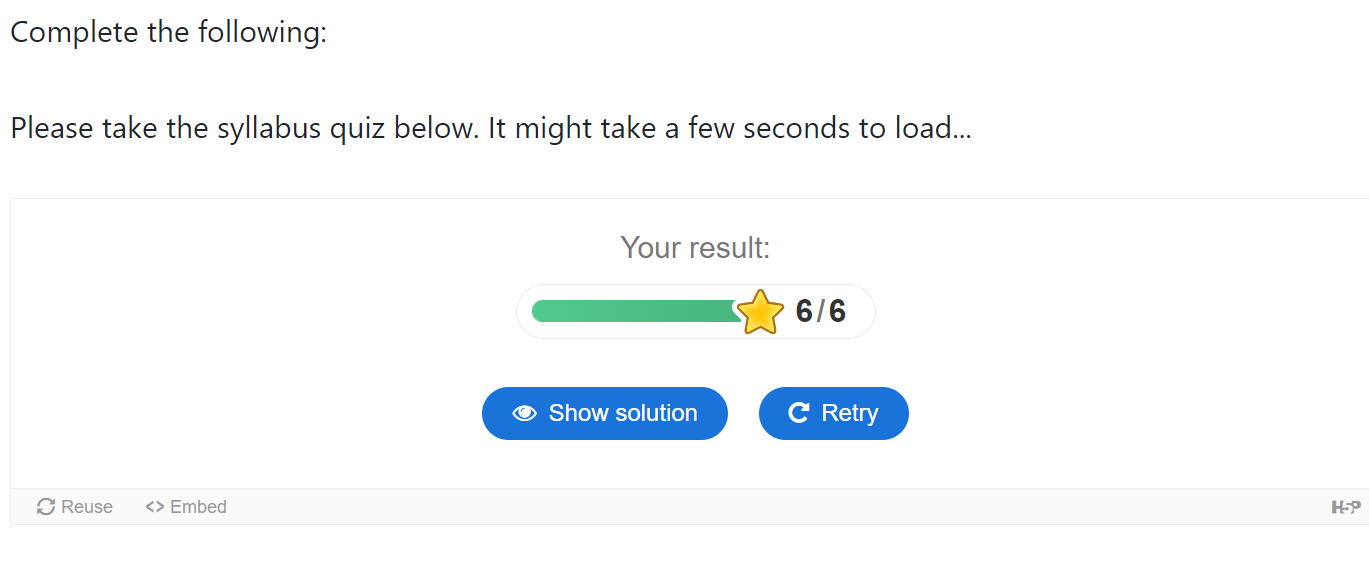 Complete the following:
Please take the syllabus quiz below. It might take a few seconds to load...
Your result:
6/6
Show solution
Retry
Reuse
<> Embed
H5P